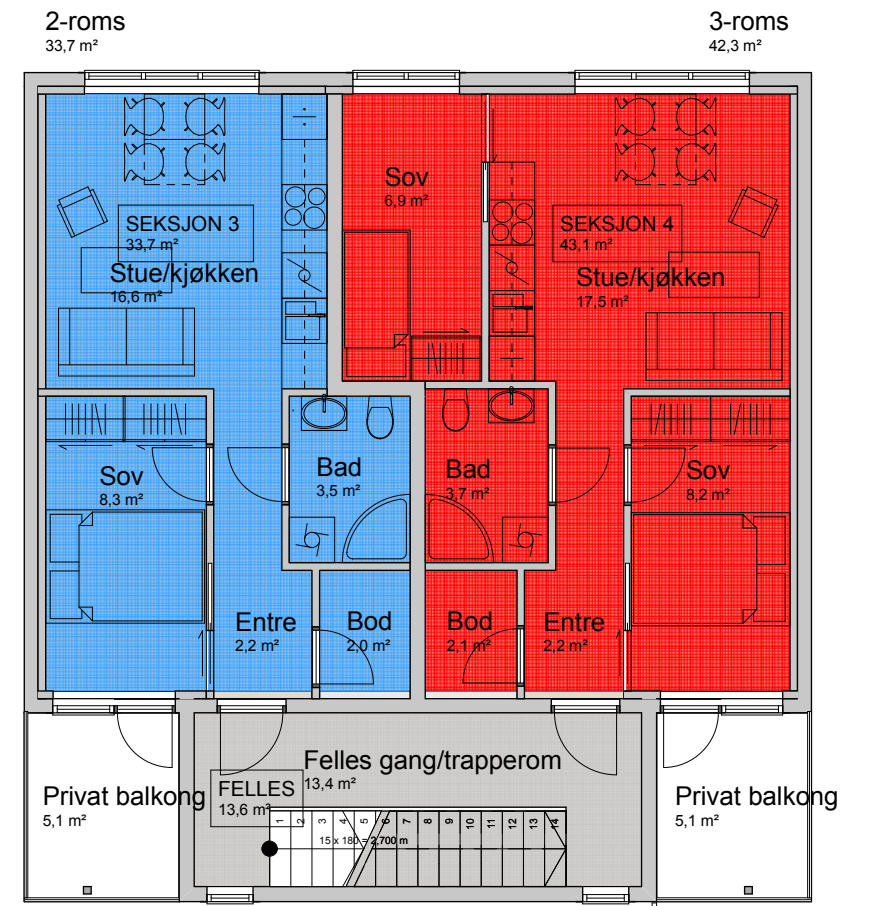 2-roms
33,7 m²
3-roms
42,3 m²
Sov
6,9 m²
SEKSJON 3
33,7 m²
Stue/kjøkken
16,6 m²
SEKSJON 4
43,1 m²
Stue/kjøkken
17,5 m²
Sov
8,3 m²
Bad
3,5 m²
Bad
3,7 m²
Sov
8,2 m²
Entre
2,2 m²
Bod
2,0 m²
Bod
2,1 m²
Entre
2,2 m²
Felles gang/trapperom
13,4 m²
FELLES
13,6 m²
Privat balkong
5,1 m²
Privat balkong
5,1 m²
1 2 3 4 5 6 7 8 9 10 11 12 13 14
15 x 180 = 2,700 m